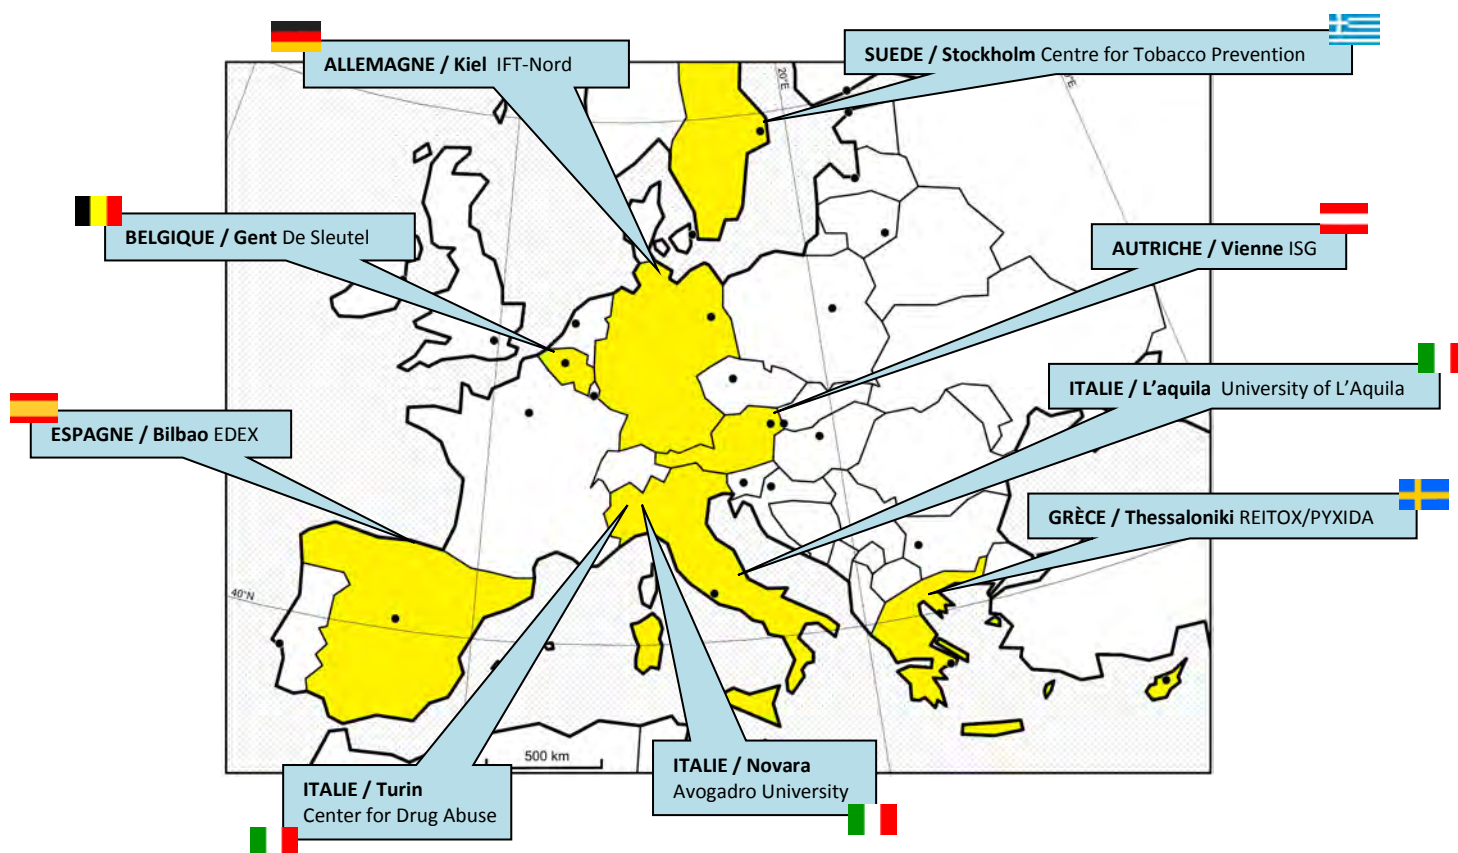 ALLEMAGNE / Kiel IFT-Nord
SUEDE / Stockholm Centre for Tobacco Prevention
20°E
BELGIQUE / Gent De Sleutel
AUTRICHE / Vienne ISG
ITALIE / L'aquila University of L'Aquila
ESPAGNE / Bilbao EDEX
GRÈCE / Thessaloniki REITOX/PYXIDA
40°N
500 km
ITALIE / Turin
Center for Drug Abuse
ITALIE / Novara
Avogadro University